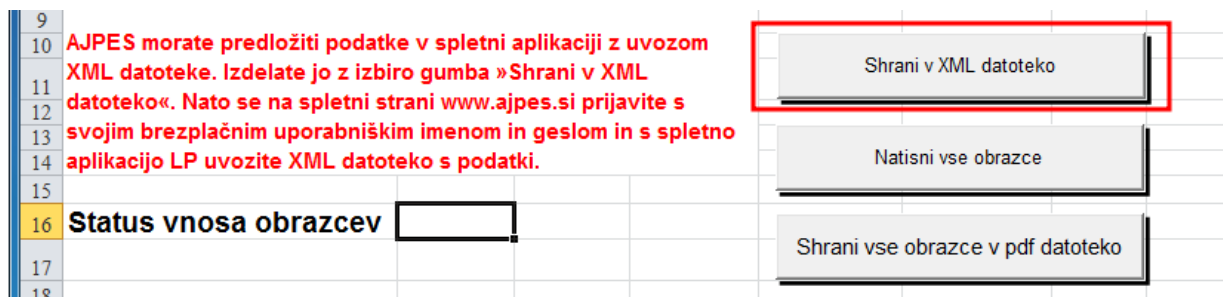 9
10 AJPES morate predložiti podatke v spletni aplikaciji z uvozom
XML datoteke. Izdelate jo z izbiro gumba »Shrani v XML
11
datoteko«. Nato se na spletni strani www.ajpes.si prijavite s
12
13 svojim brezplačnim uporabniškim imenom in geslom in s spletno
14 aplikacijo LP uvozite XML datoteko s podatki.
15
16 Status vnosa obrazcev
17
18
Shrani v XML datoteko
Natisni vse obrazce
Shrani vse obrazce v pdf datoteko